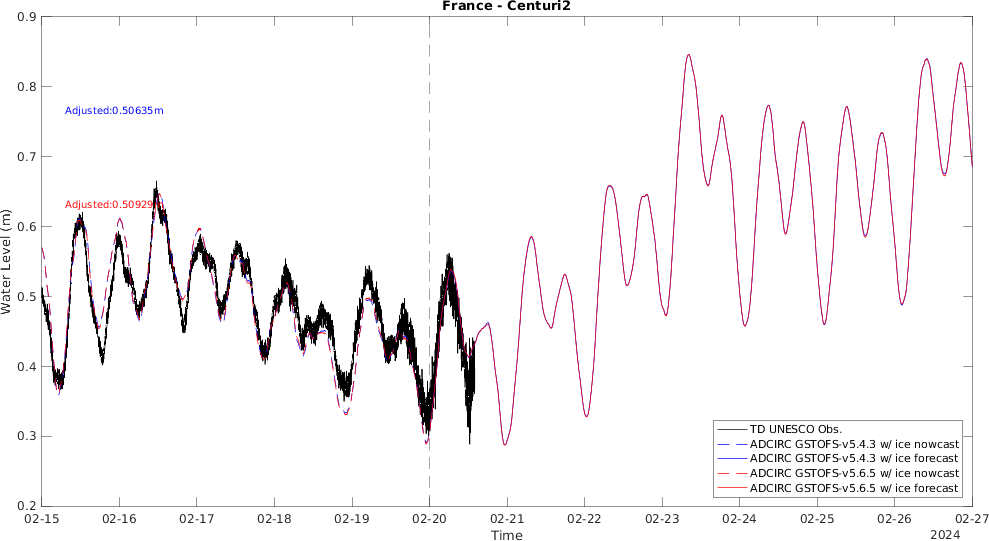 France - Centuri2
0.9
0.8
0.7
0.6
0.5
0.4
0.3
0.2
Water Level (m)
Adjusted:0.50635m
Adjusted:0.50929
TD UNESCO Obs.
ADCIRC GSTOFS-v5.4.3 w/ ice nowcast
ADCIRC GSTOFS-v5.4.3 w/ ice forecast
ADCIRC GSTOFS-v5.6.5 w/ ice nowcast
ADCIRC GSTOFS-v5.6.5 w/ ice forecast
02-15 02-16 02-17 02-18 02-19 02-20 02-21 02-22 02-23 02-24 02-25 02-26 02-27
Time
2024